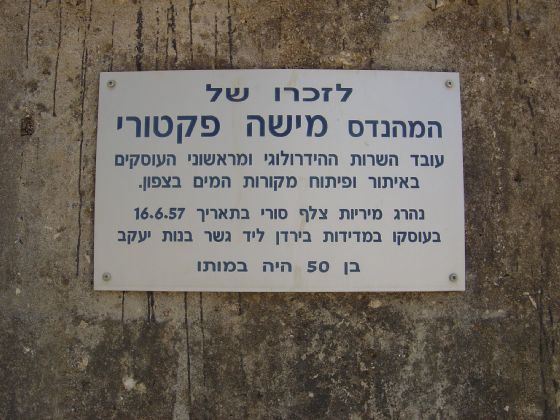 לזכרו של
המהנדס מישה פקטורי
עובד השרות ההידרולוגי ומראשוני העוסקים
באיתור ופיתוח מקורות המים בצפון.
נהרג מיריות צלף סורי בתאריך 16.6.57
בעוסקו במדידות בירדן ליד גשר בנות יעקב
בן 50 היה במותו